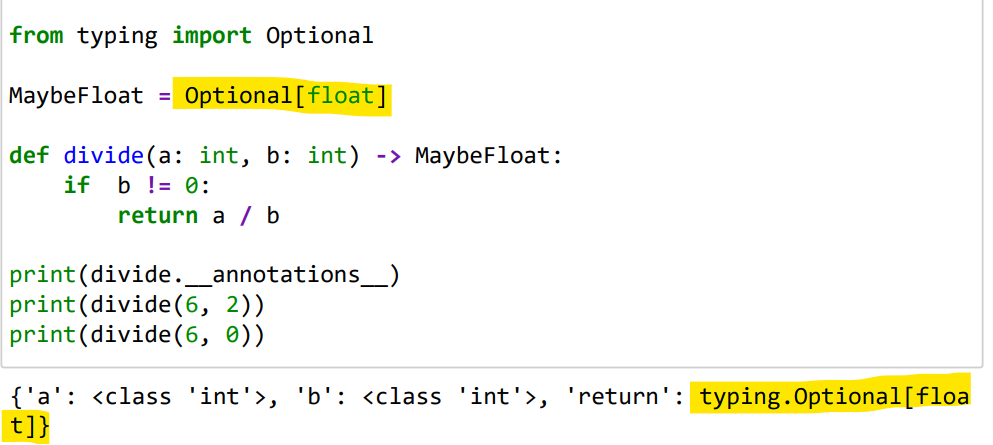 from typing import Optional
MaybeFloat = Optional[float]
def divide(a: int, b: int) -> MaybeFloat:
    if  b != 0:
        return a / b
print(divide.__annotations__)
print(divide(6, 2))
print(divide(6, 0))
{'a': <class 'int'>, 'b': <class 'int'>, 'return': typing.Optional[floa
t]}